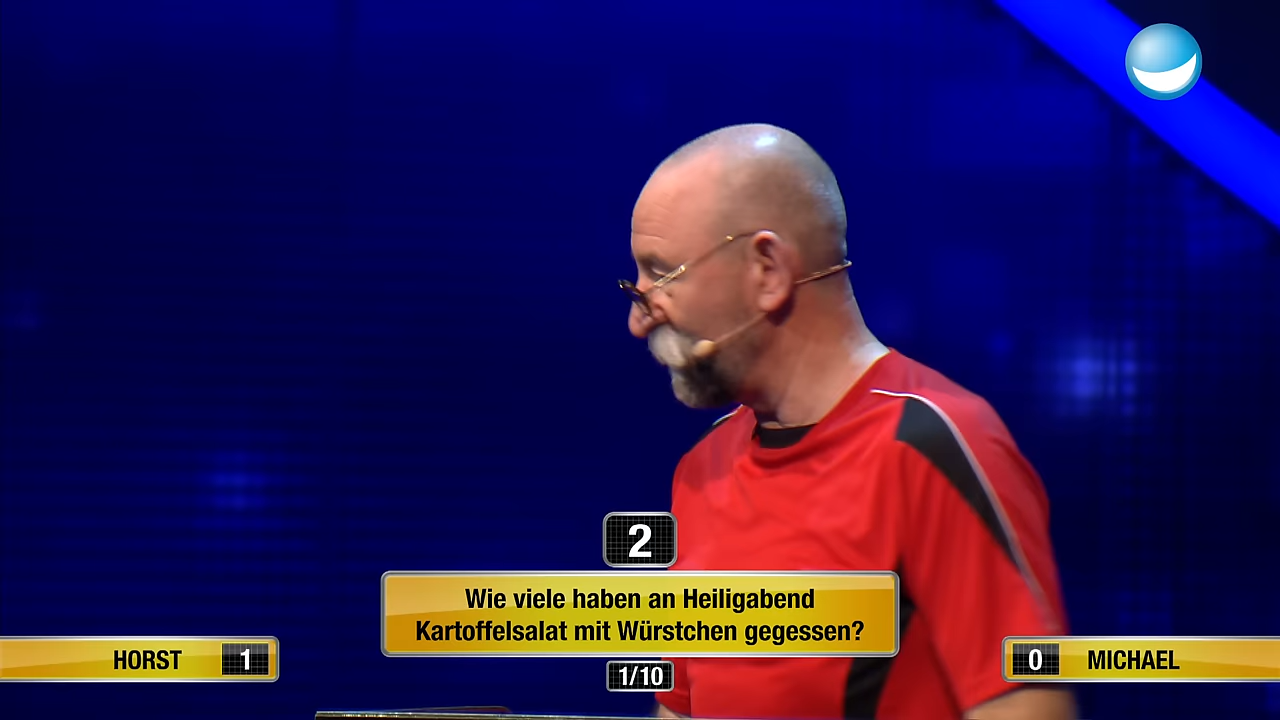 2
Wie viele haben an Heiligabend
Kartoffelsalat mit Würstchen gegessen?
HORST 1
0 MICHAEL
1/10